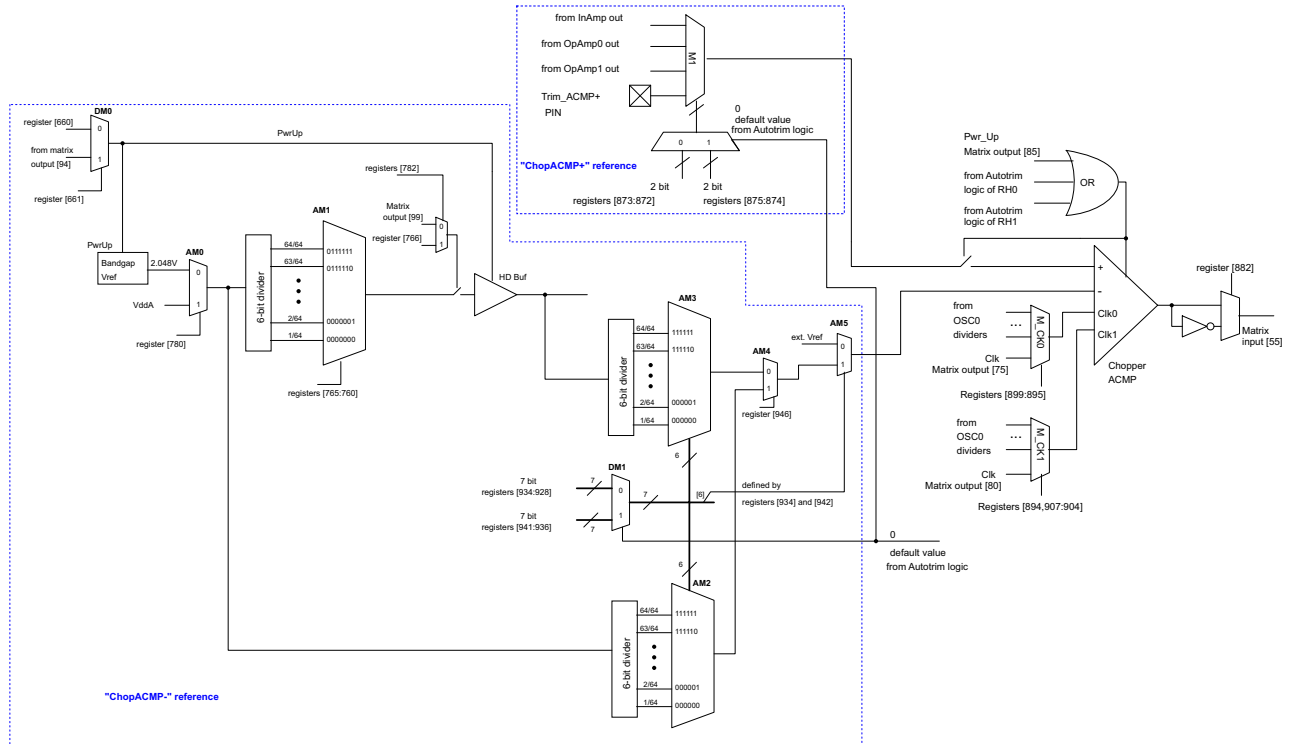 from InAmp out
from OpAmp0 out
from OpAmp1 out
Trim_ACMP+
PIN
M1
0
default value
from Autotrim logic
0 1
"ChopACMP+" reference
2 bit
registers [873:872]
2 bit
registers [875:874]
DM0
register [660]
0
from matrix
output [94]
1
register [661]
PwrUp
registers [782]
Matrix
output [99]
0
register [766]
1
Pwr_Up
Matrix output [85]
from Autotrim
logic of RH0
from Autotrim
logic of RH1
OR
PwrUp
Bandgap
Vref
2.048V
AM0
0
VddA
1
register [780]
AM1
6-bit divider
64/64
0111111
63/64
0111110
2/64
0000001
1/64
0000000
registers [765:760]
HD Buf
AM3
6-bit divider
64/64
111111
63/64
111110
2/64
000001
1/64
000000
6
AM4
0
1
register [946]
AM5
ext. Vref
0
1
+
-
Clk0
Clk1
Chopper
ACMP
register [882]
Matrix
input [55]
from
OSC0
dividers
...
Clk
Matrix output [75]
M_CK0
Registers [899:895]
from
OSC0
dividers
...
Clk
Matrix output [80]
M_CK1
Registers [894,907:904]
DM1
7 bit
registers [934:928]
7
0
7
[6]
defined by
registers [934] and [942]
7 bit
registers [941:936]
7
1
0
default value
from Autotrim logic
6
AM2
6-bit divider
64/64
111111
63/64
111110
2/64
000001
1/64
000000
"ChopACMP-" reference